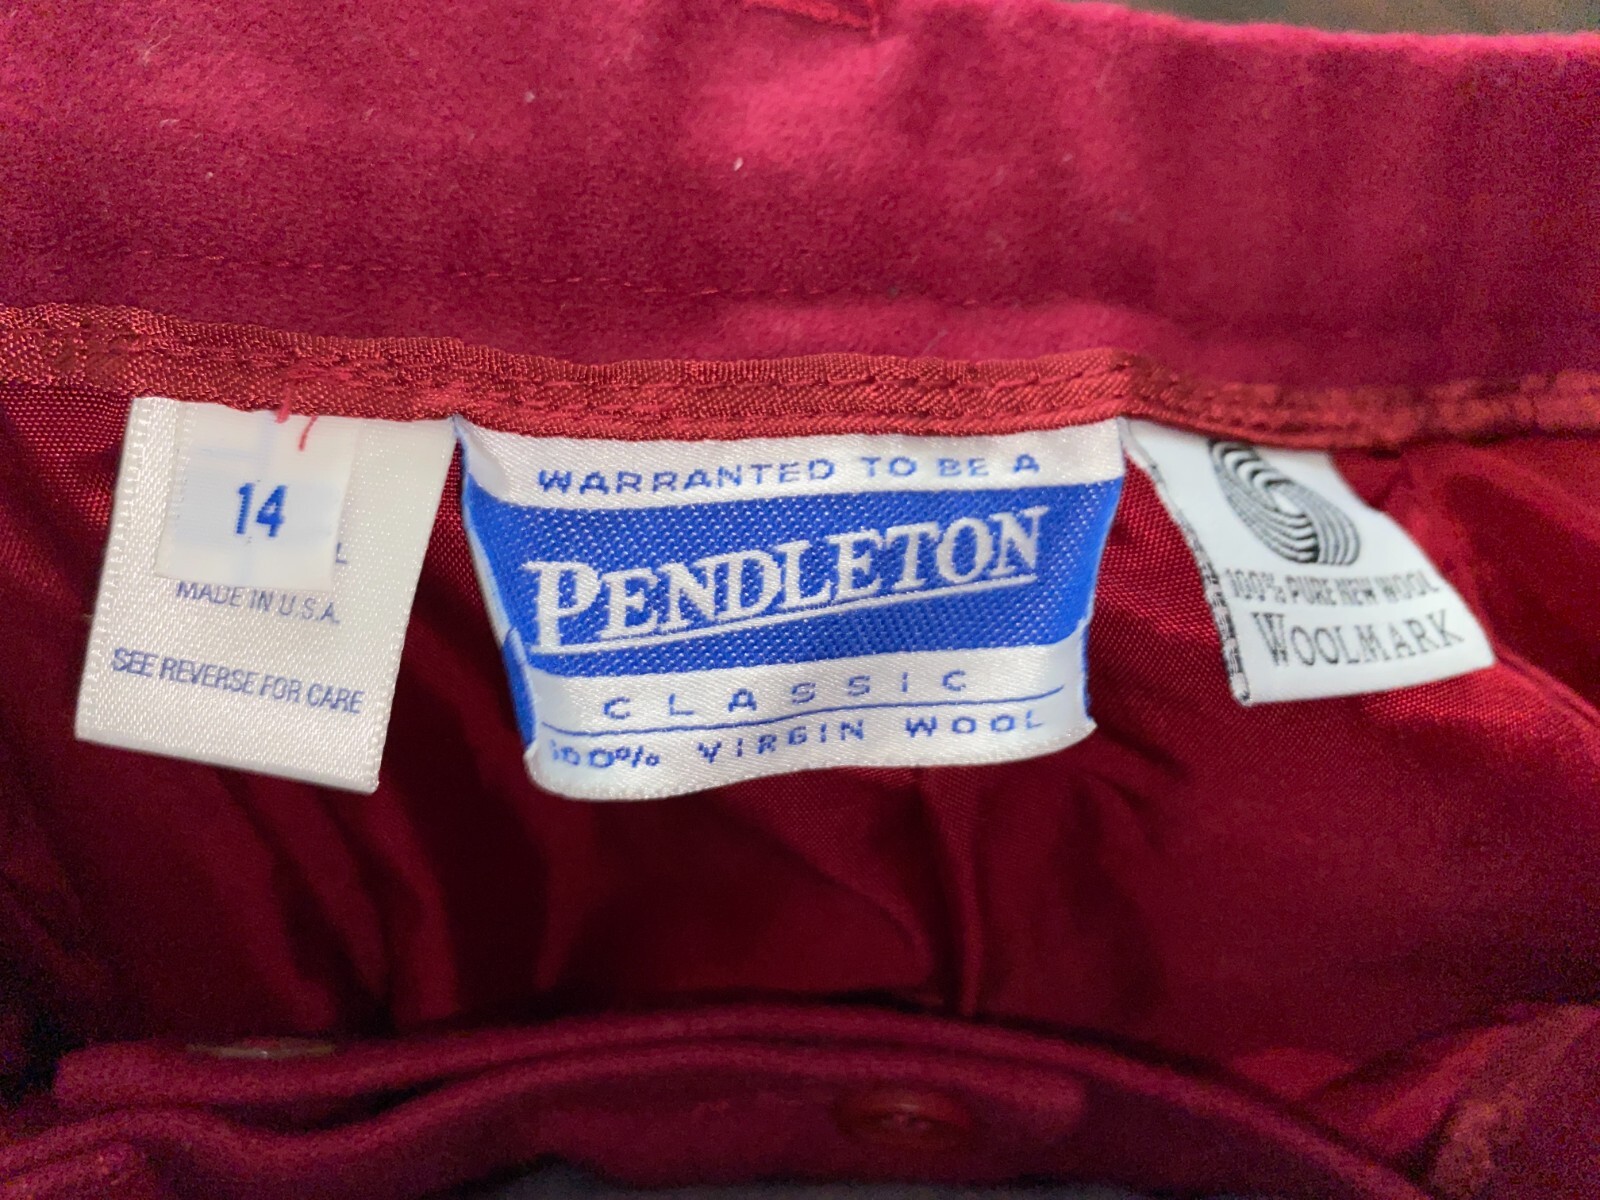 14
MADE IN U.S.A.
SEE REVERSE FOR CARE
WARRANTED TO BE A
PENDLETON
CLASSIC
100% VIRGIN WOOL
100% PURE NEW WOOL
WOOLMARK